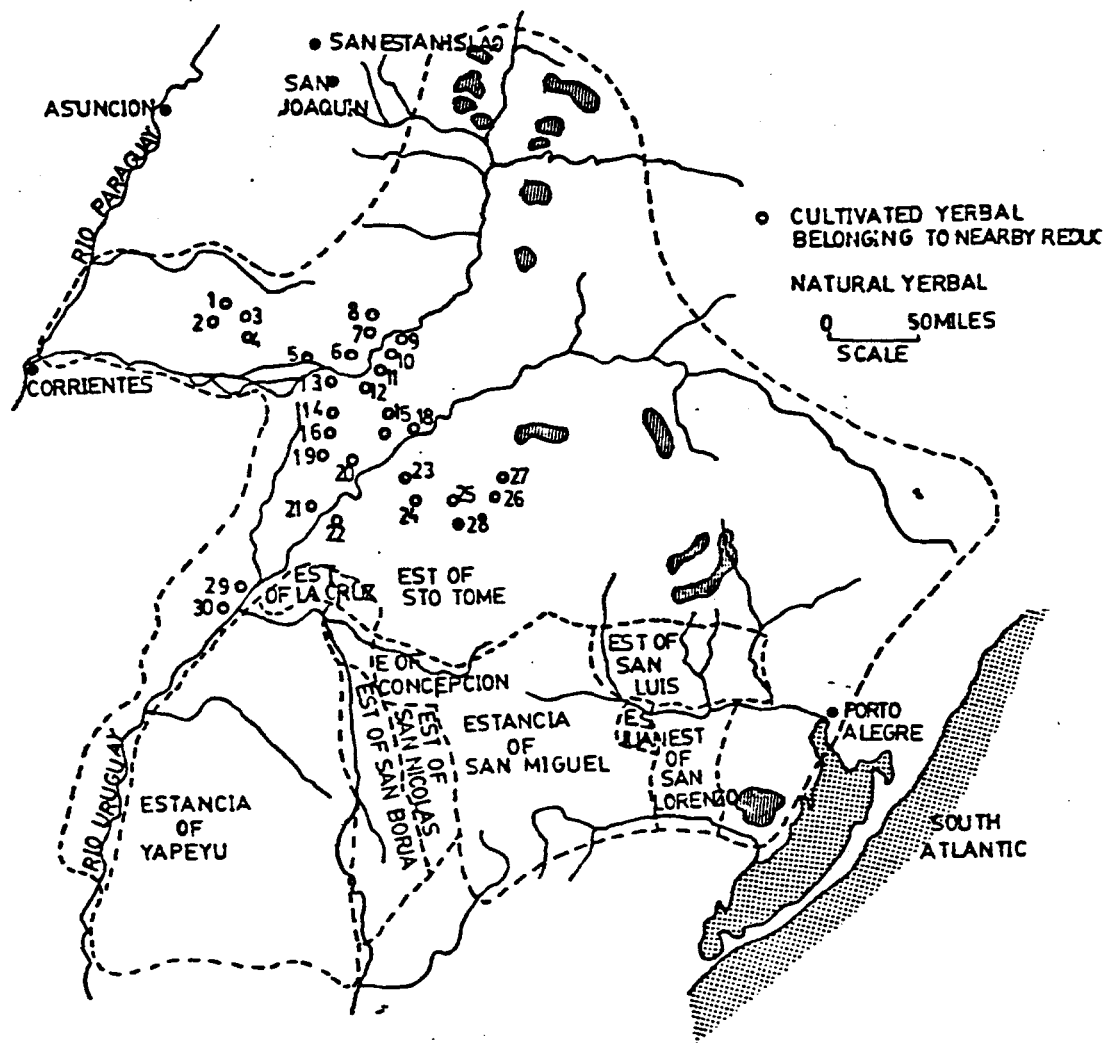 SAN ESTANISLAO
SAN
JOAQUIN
ASUNCION
RIO PARAGUAY
CULTIVATED YERBAL
BELONGING TO NEARBY REDUC
NATURAL YERBAL
0 50 MILES
SCALE
CORRIENTES
1
2
3
4
5
6
7
8
9
10
11
12
13
14
15
16
18
19
20
21
22
23
24
25
26
27
28
29
30
EST
OF LA CRUZ
EST OF
STO TOME
E OF
CONCEPCION
EST OF SAN BORJA
EST OF
SAN NICOLAS
ESTANCIA
OF
SAN MIGUEL
EST OF
SAN
LUIS
ES
EST
OF
SAN
LORENZO
PORTO
ALEGRE
RIO URUGUAY
ESTANCIA
OF
YAPEYU
SOUTH
ATLANTIC